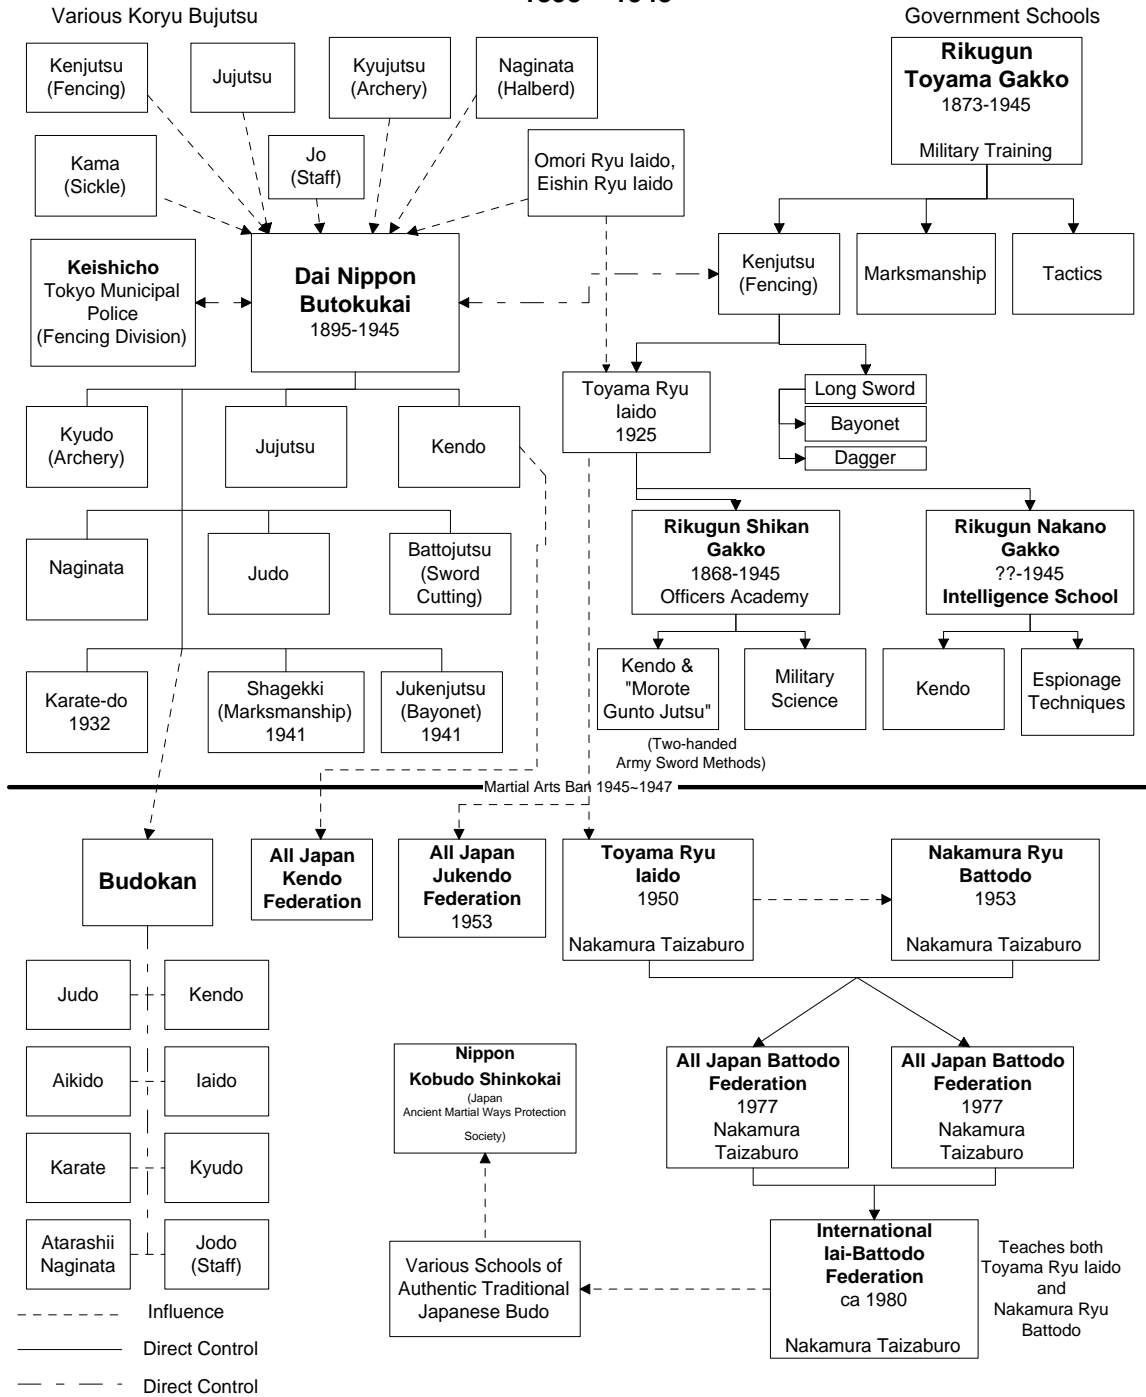 Various Koryu Bujutsu
Government Schools
Kenjutsu
(Fencing)
Jujutsu
Kyujutsu
(Archery)
Naginata
(Halberd)
Rikugun
Toyama Gakko
1873-1945
Military Training
Kama
(Sickle)
Jo
(Staff)
Omori Ryu Iaido,
Eishin Ryu Iaido
Keishicho
Tokyo Municipal
Police
(Fencing Division)
Dai Nippon
Butokukai
1895-1945
Kenjutsu
(Fencing)
Marksmanship
Tactics
Toyama Ryu
Iaido
1925
Long Sword
Bayonet
Dagger
Kyudo
(Archery)
Jujutsu
Kendo
Rikugun Shikan
Gakko
1868-1945
Officers Academy
Rikugun Nakano
Gakko
??-1945
Intelligence School
Naginata
Judo
Battojutsu
(Sword
Cutting)
Kendo &
"Morote
Gunto Jutsu"
Military
Science
Kendo
Espionage
Techniques
(Two-handed
Army Sword Methods)
Karate-do
1932
Shagekki
(Marksmanship)
1941
Jukenjutsu
(Bayonet)
1941
Martial Arts Ban 1945~1947
Budokan
All Japan
Kendo
Federation
All Japan
Jukendo
Federation
1953
Toyama Ryu
Iaido
1950
Nakamura Taizaburo
Nakamura Ryu
Battodo
1953
Nakamura Taizaburo
Judo
Kendo
Aikido
Iaido
Karate
Kyudo
Atarashii
Naginata
Jodo
(Staff)
Nippon
Kobudo Shinkokai
(Japan
Ancient Martial Ways Protection
Society)
All Japan Battodo
Federation
1977
Nakamura
Taizaburo
All Japan Battodo
Federation
1977
Nakamura
Taizaburo
Various Schools of
Authentic Traditional
Japanese Budo
International
Iai-Battodo
Federation
ca 1980
Nakamura Taizaburo
Teaches both
Toyama Ryu Iaido
and
Nakamura Ryu
Battodo
Influence
Direct Control
Direct Control